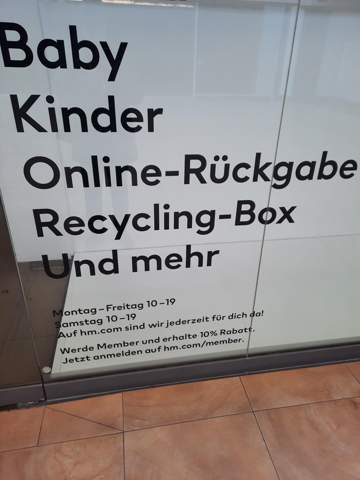 Baby
Kinder
Online-Rückgabe
Recycling-Box
Und mehr
Montag–Freitag 10–19
Samstag 10–19
Auf hm.com sind wir jederzeit für dich da!
Werde Member und erhalte 10% Rabatt.
Jetzt anmelden auf hm.com/member.